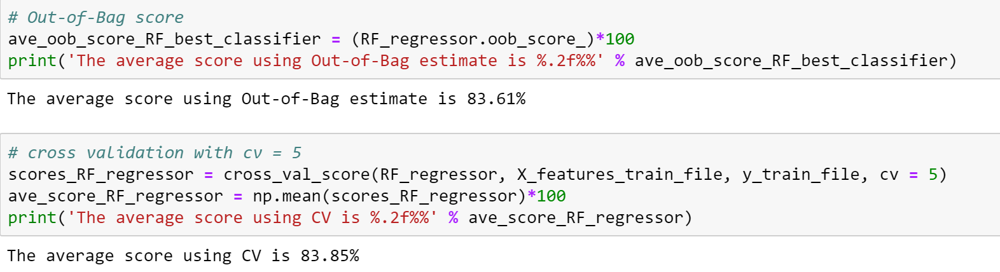 # Out-of-Bag score
ave_oob_score_RF_best_classifier = (RF_regressor.oob_score_)*100
print('The average score using Out-of-Bag estimate is %.2f%%' % ave_oob_score_RF_best_classifier)
The average score using Out-of-Bag estimate is 83.61%
# cross validation with cv = 5
scores_RF_regressor = cross_val_score(RF_regressor, X_features_train_file, y_train_file, cv = 5)
ave_score_RF_regressor = np.mean(scores_RF_regressor)*100
print('The average score using CV is %.2f%%' % ave_score_RF_regressor)
The average score using CV is 83.85%